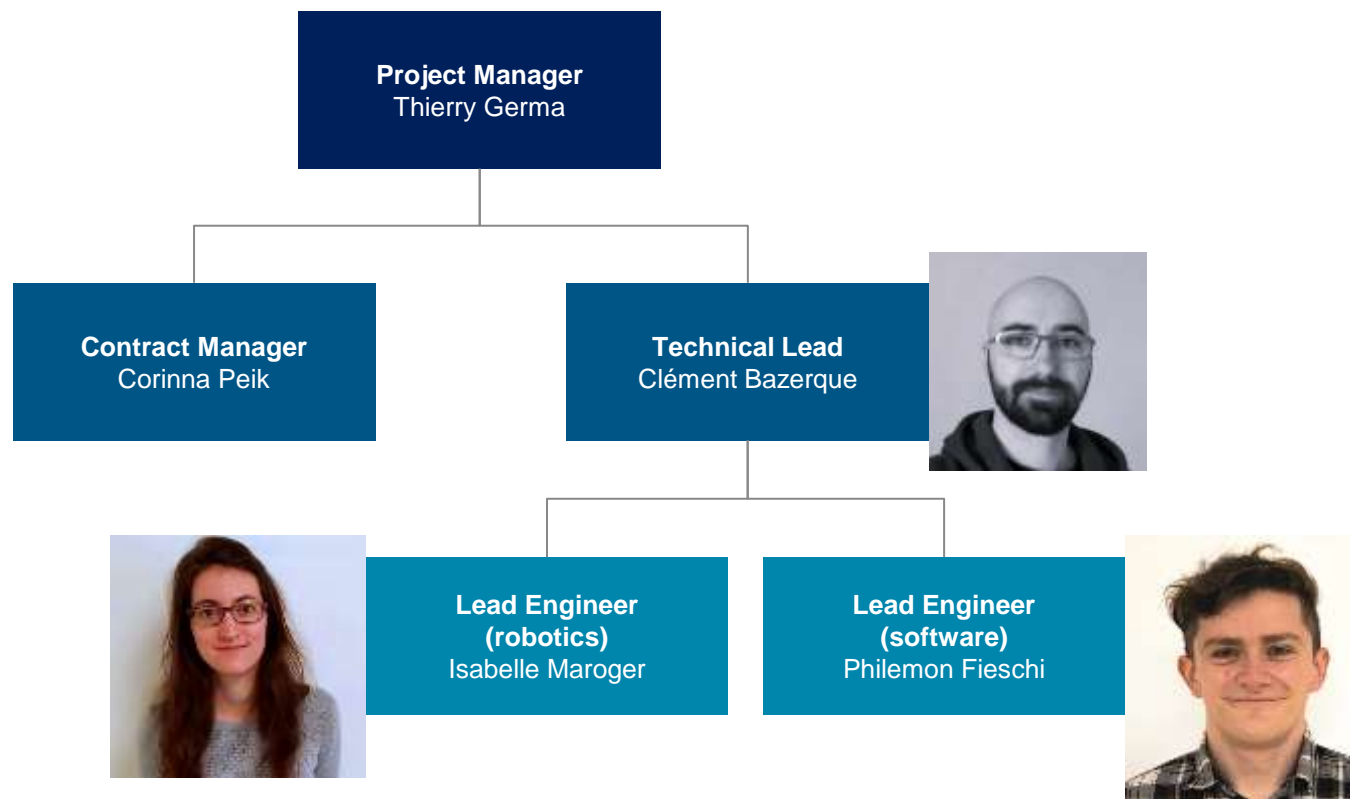 Project Manager
Thierry Germa
Contract Manager
Corinna Peik
Technical Lead
Clément Bazerque
Lead Engineer
(robotics)
Isabelle Maroger
Lead Engineer
(software)
Philemon Fieschi